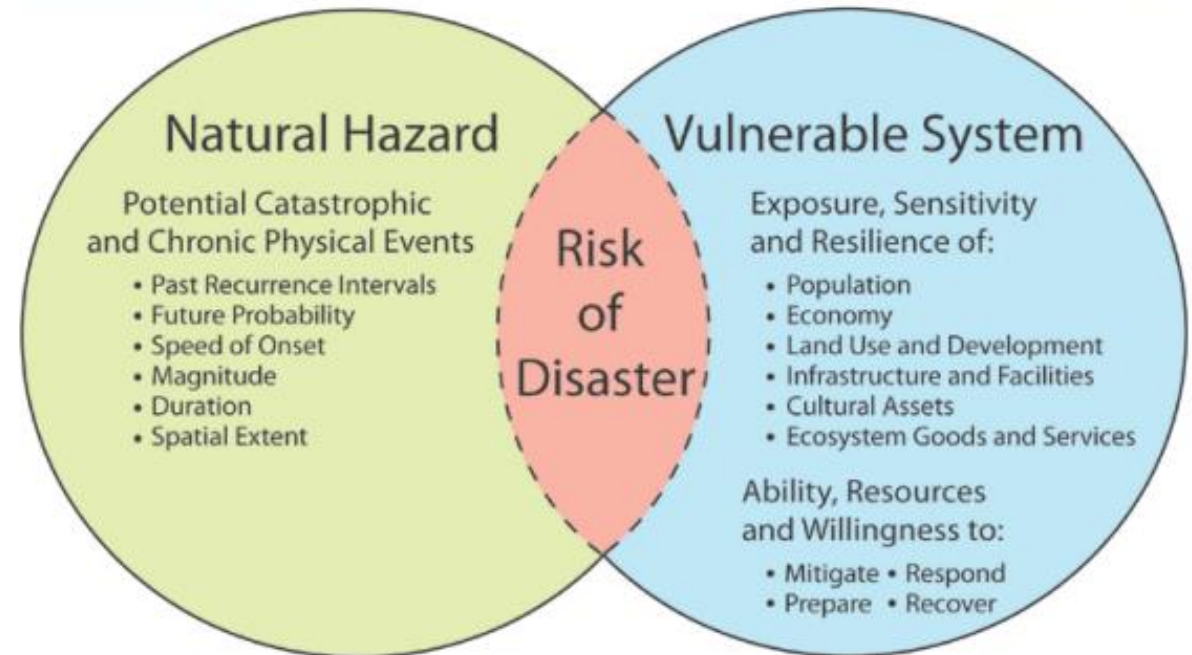 Natural Hazard
Potential Catastrophic
and Chronic Physical Events
• Past Recurrence Intervals
• Future Probability
• Speed of Onset
• Magnitude
• Duration
• Spatial Extent
Risk
of
Disaster
Vulnerable System
Exposure, Sensitivity
and Resilience of:
• Population
• Economy
• Land Use and Development
• Infrastructure and Facilities
• Cultural Assets
• Ecosystem Goods and Services
Ability, Resources
and Willingness to:
• Mitigate • Respond
• Prepare • Recover